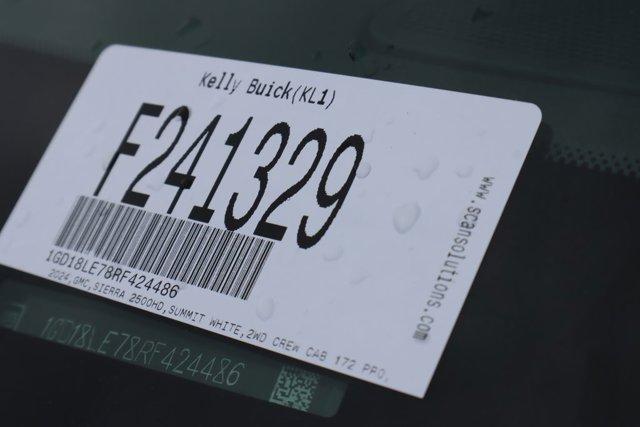 Kelly Buick(KL1)
F241329
1GD18LE78RF424486
2024,GMC,SIERRA 2500HD,SUMMIT WHITE,2WD CREW CAB 172 PRO,
www.scansolutions.com
1GD18LE78RF424486